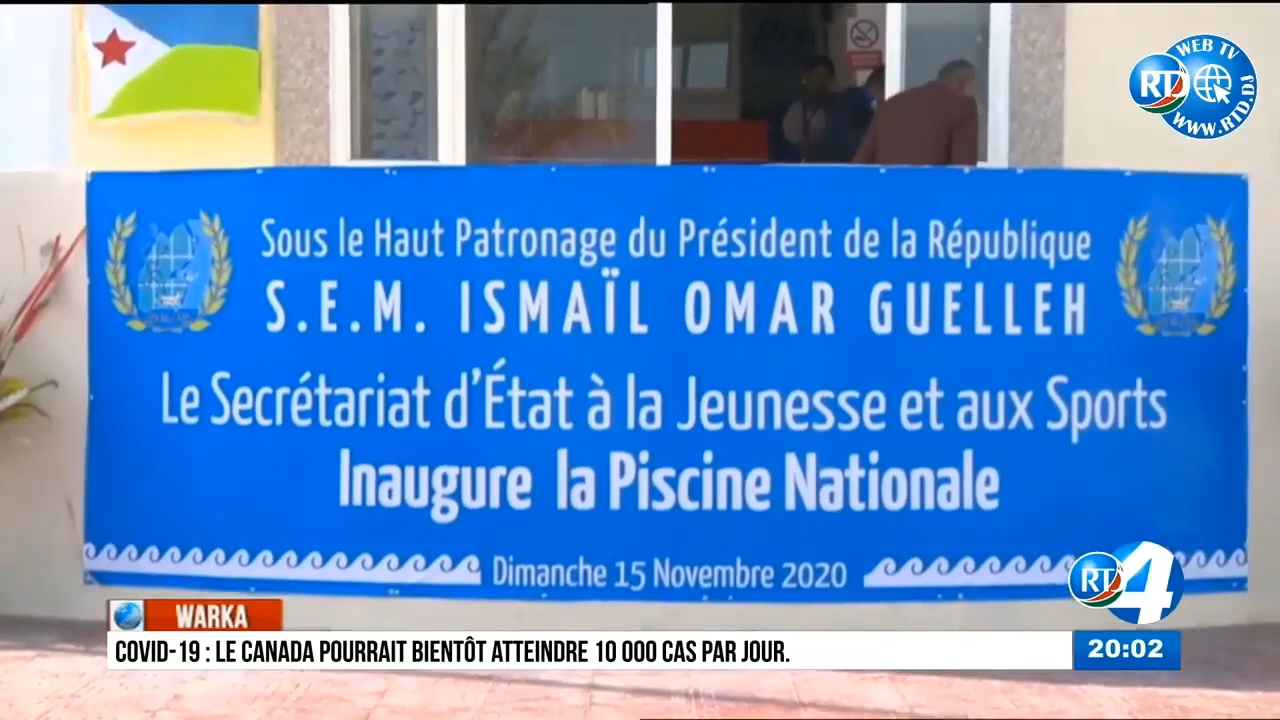 WEB TV
RTD
WWW.RTD.DJ
Sous le Haut Patronage du Président de la République
S.E.M. ISMAÏL OMAR GUELLEH
Le Secrétariat d'État à la Jeunesse et aux Sports
Inaugure la Piscine Nationale
Dimanche 15 Novembre 2020
RTD 4
WARKA
COVID-19 : LE CANADA POURRAIT BIENTÔT ATTEINDRE 10 000 CAS PAR JOUR.
20:02